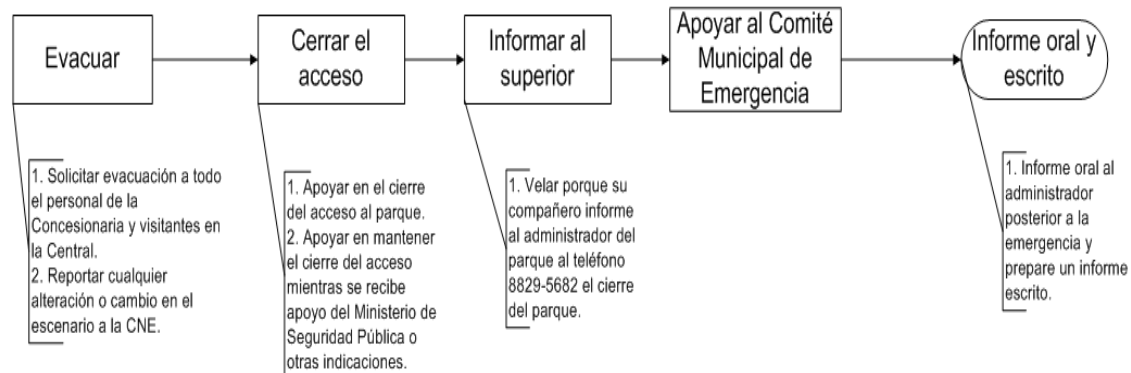 Evacuar
Cerrar el
acceso
Informar al
superior
Apoyar al Comité
Municipal de
Emergencia
Informe oral y
escrito
1. Solicitar evacuación a todo
el personal de la
Concesionaria y visitantes en
la Central.
2. Reportar cualquier
alteración o cambio en el
escenario a la CNE.
1. Apoyar en el cierre
del acceso al parque.
2. Apoyar en mantener
el cierre del acceso
mientras se recibe
apoyo del Ministerio de
Seguridad Pública o
otras indicaciones.
1. Velar porque su
compañero informe
al administrador del
parque al teléfono
8829-5682 el cierre
del parque.
1. Informe oral al
administrador
posterior a la
emergencia y
prepare un informe
escrito.